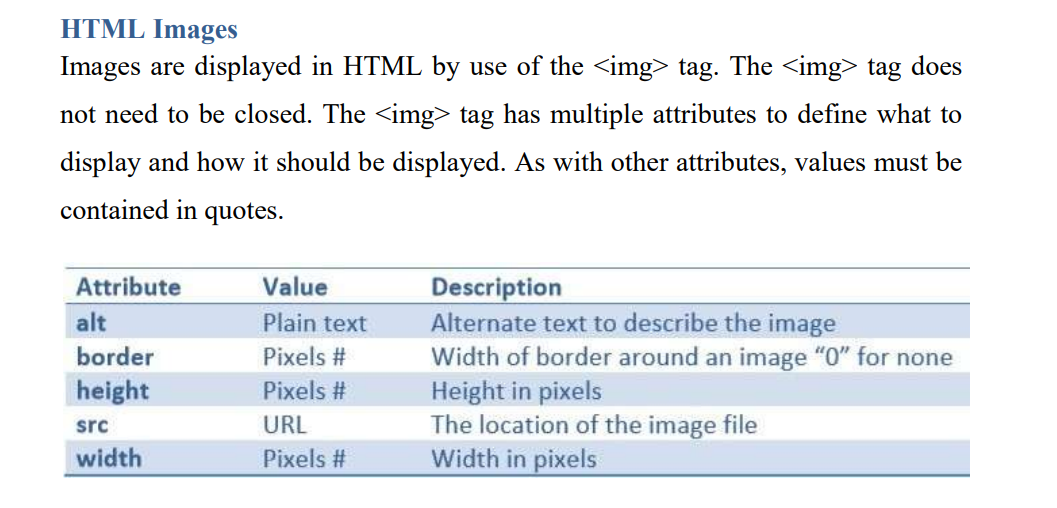 HTML Images
Images are displayed in HTML by use of the <img> tag. The <img> tag does
not need to be closed. The <img> tag has multiple attributes to define what to
display and how it should be displayed. As with other attributes, values must be
contained in quotes.
Attribute Value Description
alt Plain text Alternate text to describe the image
border Pixels # Width of border around an image “0” for none
height Pixels # Height in pixels
src URL The location of the image file
width Pixels # Width in pixels